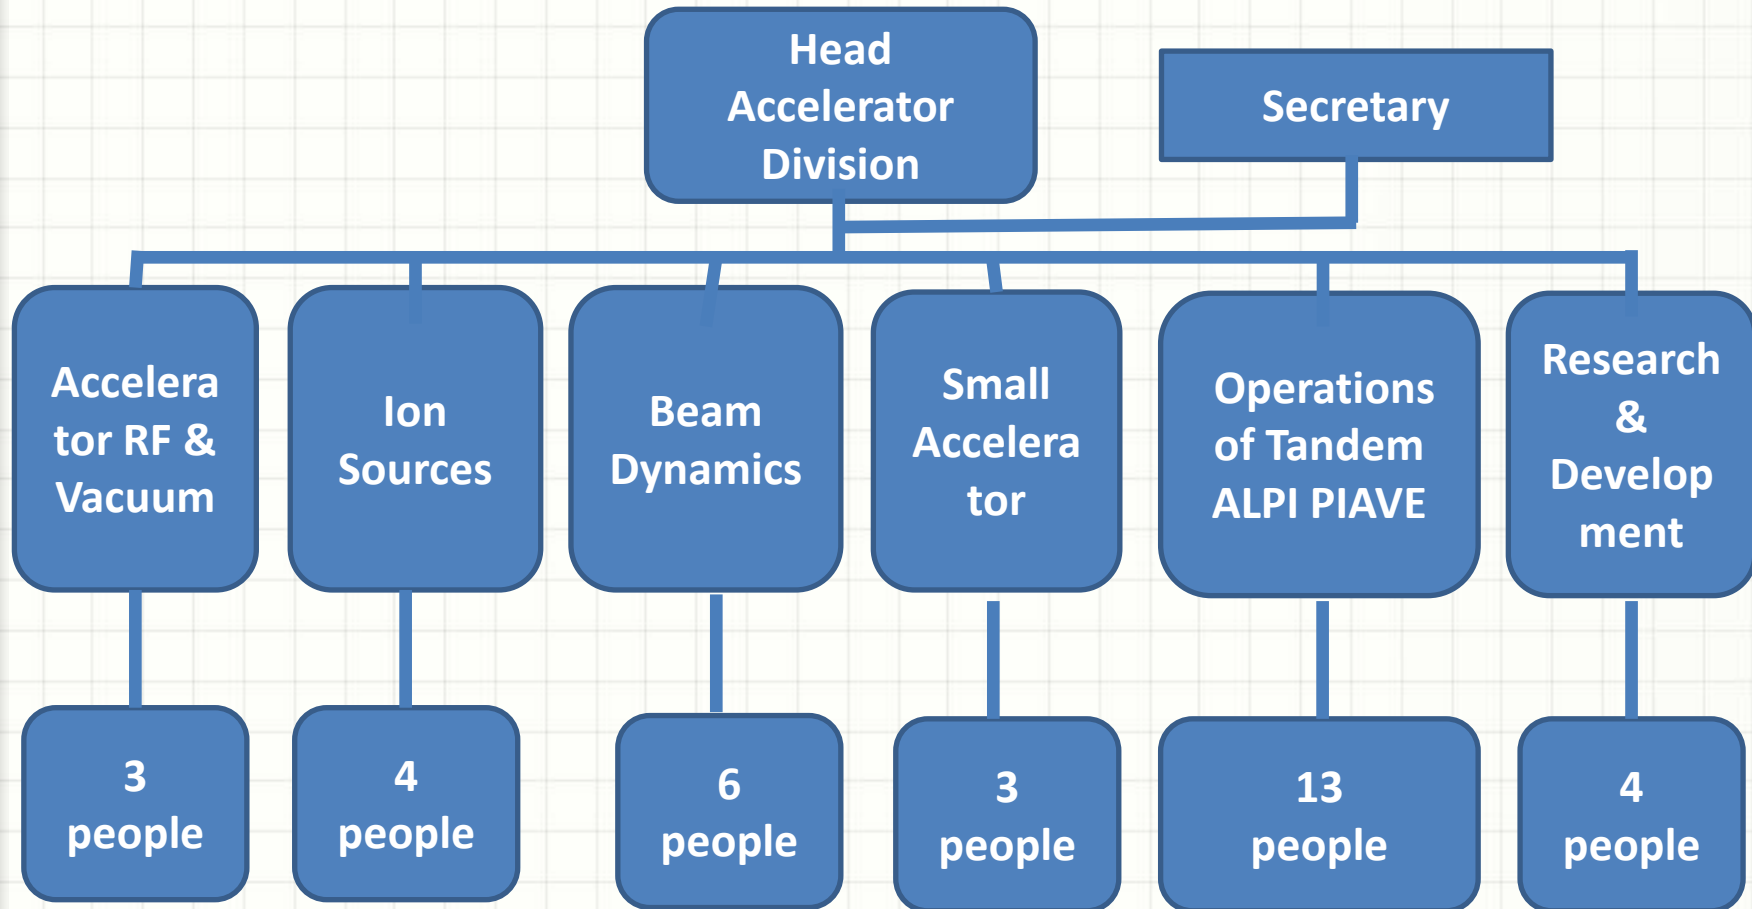 Head
Accelerator
Division
Secretary
Accelera
tor RF &
Vacuum
Ion
Sources
Beam
Dynamics
Small
Accelera
tor
Operations
of Tandem
ALPI PIAVE
Research
&
Develop
ment
3
people
4
people
6
people
3
people
13
people
4
people